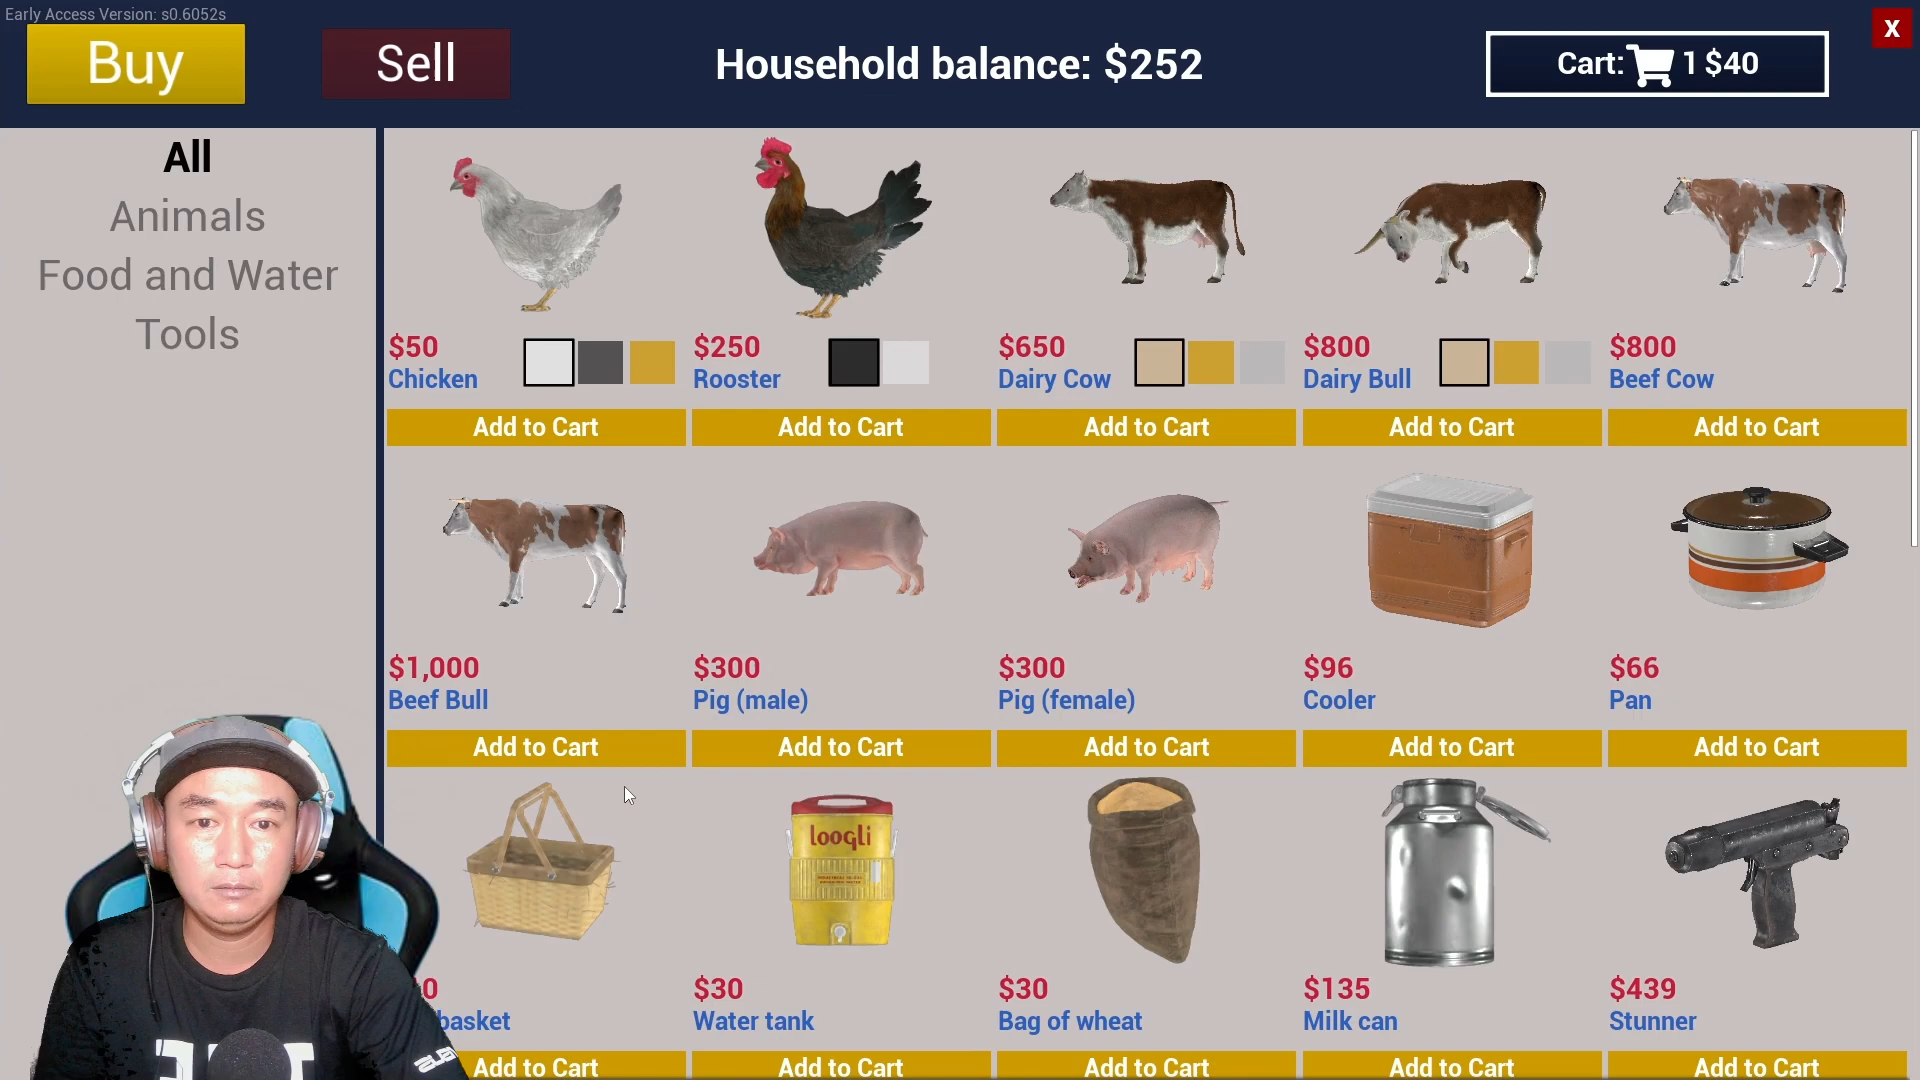 Early Access Version: s0.6052s
Buy
Sell
Household balance: $252
Cart: 1 $40
X
All
Animals
Food and Water
Tools
$50
Chicken
Add to Cart
$250
Rooster
Add to Cart
$650
Dairy Cow
Add to Cart
$800
Dairy Bull
Add to Cart
$800
Beef Cow
Add to Cart
$1,000
Beef Bull
Add to Cart
$300
Pig (male)
Add to Cart
$300
Pig (female)
Add to Cart
$96
Cooler
Add to Cart
$66
Pan
Add to Cart
0
basket
Add to Cart
looqli
$30
Water tank
Add to Cart
$30
Bag of wheat
Add to Cart
$135
Milk can
Add to Cart
$439
Stunner
Add to Cart